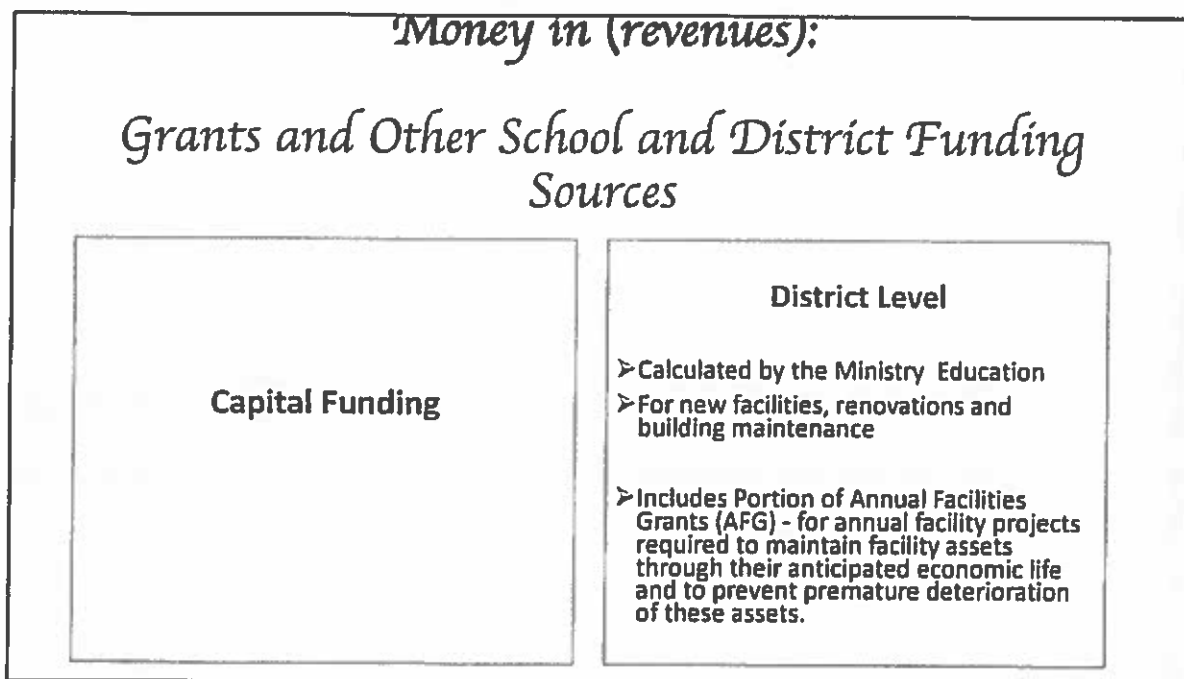 Money in (revenues):
Grants and Other School and District Funding
Sources
Capital Funding
District Level
➢Calculated by the Ministry Education
➢For new facilities, renovations and
building maintenance
➢Includes Portion of Annual Facilities
Grants (AFG) - for annual facility projects
required to maintain facility assets
through their anticipated economic life
and to prevent premature deterioration
of these assets.